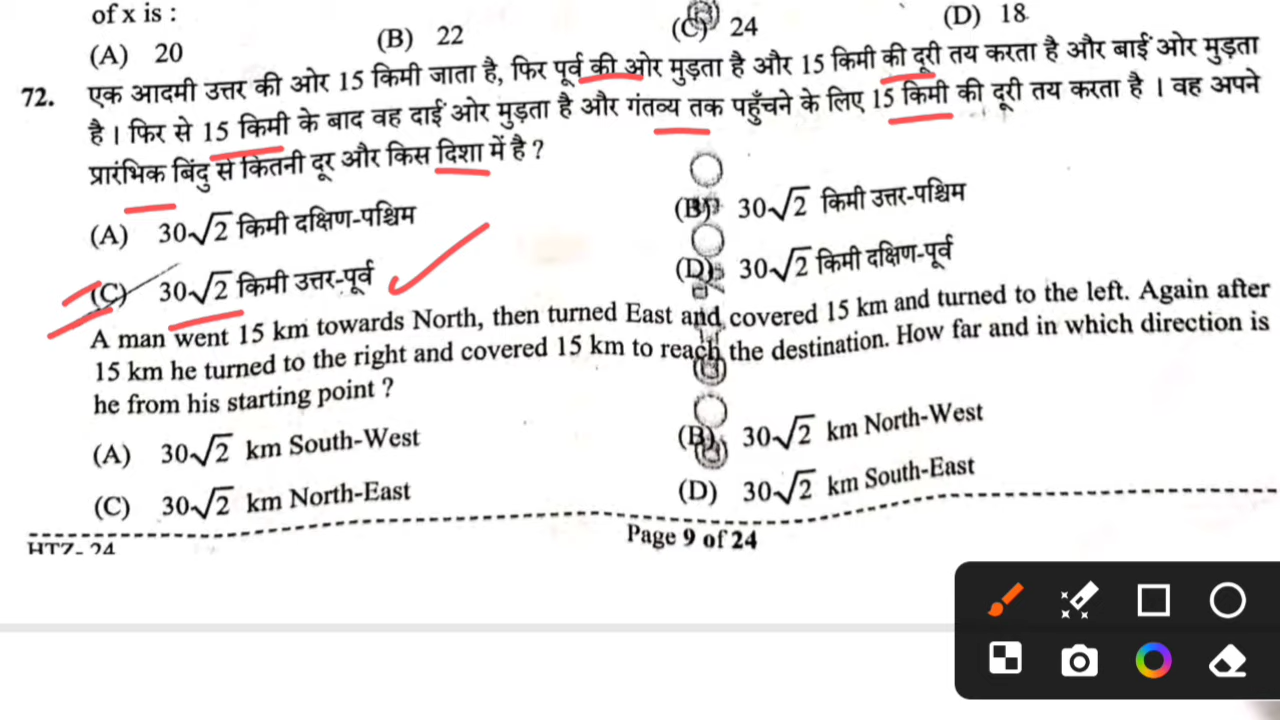 of x is :
(A) 20 (B) 22 (C) 24 (D) 18
72. एक आदमी उत्तर की ओर 15 किमी जाता है, फिर पूर्व की ओर मुड़ता है और 15 किमी की दूरी तय करता है और बाईं ओर मुड़ता
है । फिर से 15 किमी के बाद वह दाईं ओर मुड़ता है और गंतव्य तक पहुँचने के लिए 15 किमी की दूरी तय करता है । वह अपने
प्रारंभिक बिंदु से कितनी दूर और किस दिशा में है ?
(A) 30√2 किमी दक्षिण-पश्चिम (B) 30√2 किमी उत्तर-पश्चिम
(C) 30√2 किमी उत्तर-पूर्व (D) 30√2 किमी दक्षिण-पूर्व
A man went 15 km towards North, then turned East and covered 15 km and turned to the left. Again after
15 km he turned to the right and covered 15 km to reach the destination. How far and in which direction is
he from his starting point ?
(A) 30√2 km South-West (B) 30√2 km North-West
(C) 30√2 km North-East (D) 30√2 km South-East
HTZ- 24 Page 9 of 24